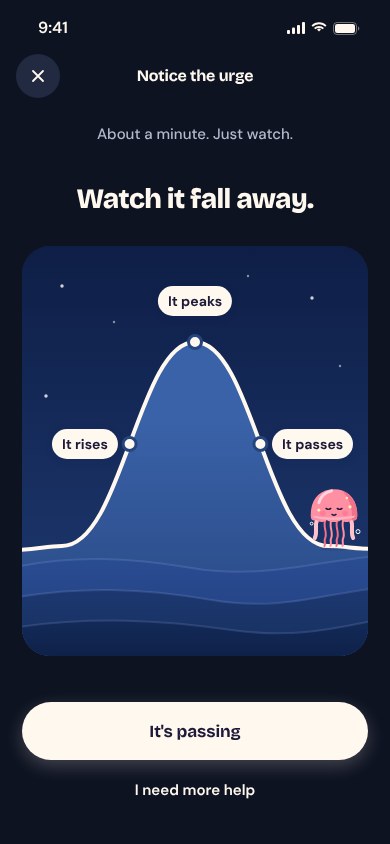 9:41
Notice the urge
About a minute. Just watch.
Watch it fall away.
It peaks
It rises
It passes
It's passing
I need more help